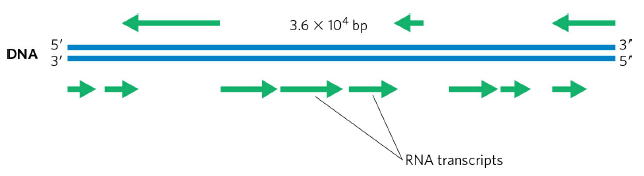 3.6 × 10⁴ bp
DNA
5′ 3′
3′ 5′
RNA transcripts